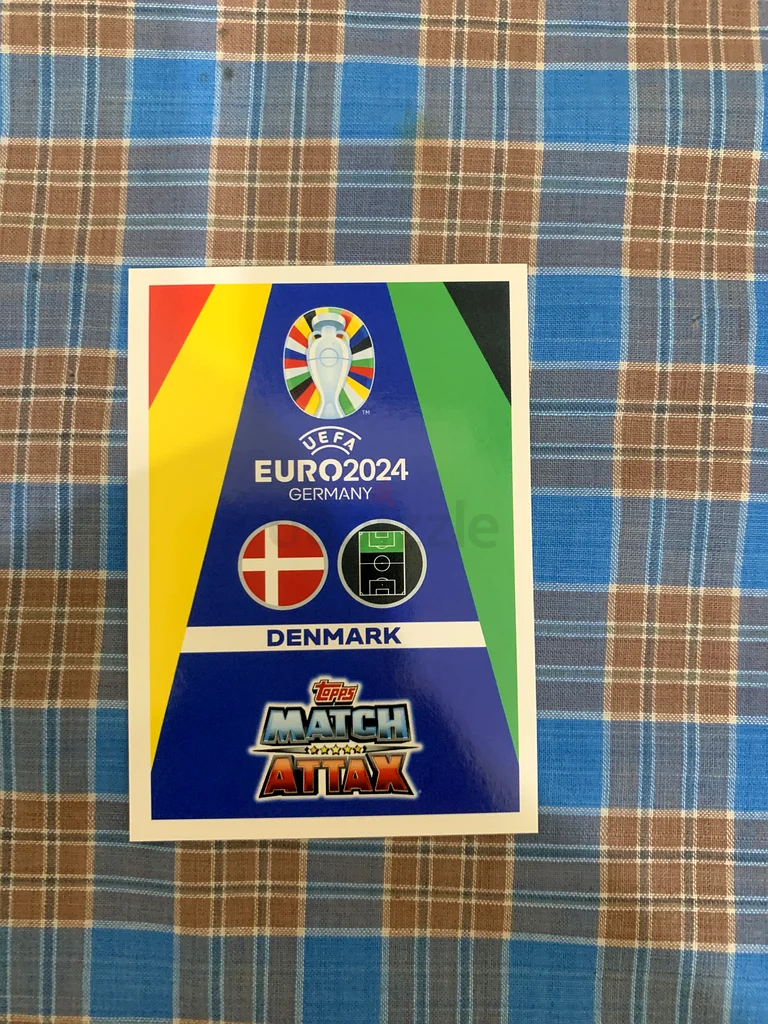 UEFA
EURO2024
GERMANY
DENMARK
topps
MATCH
ATTAX